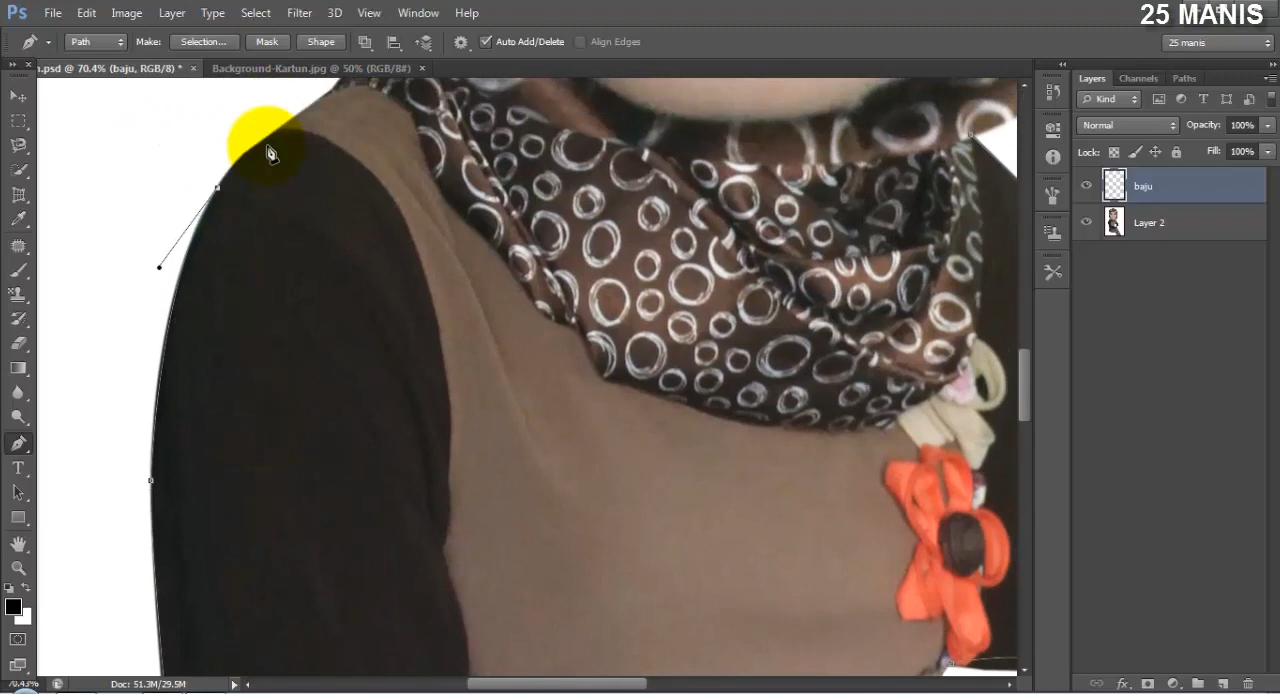 25 MANIS
Ps File Edit Image Layer Type Select Filter 3D View Window Help
Path Make: Selection... Mask Shape Auto Add/Delete Align Edges 25 manis
.psd @ 70.4% (baju, RGB/8) * × Background-Kartun.jpg @ 50% (RGB/8#) ×
Layers Channels Paths
Kind
Normal Opacity: 100%
Lock: Fill: 100%
baju
Layer 2
70.43% Doc: 51.3M/29.5M